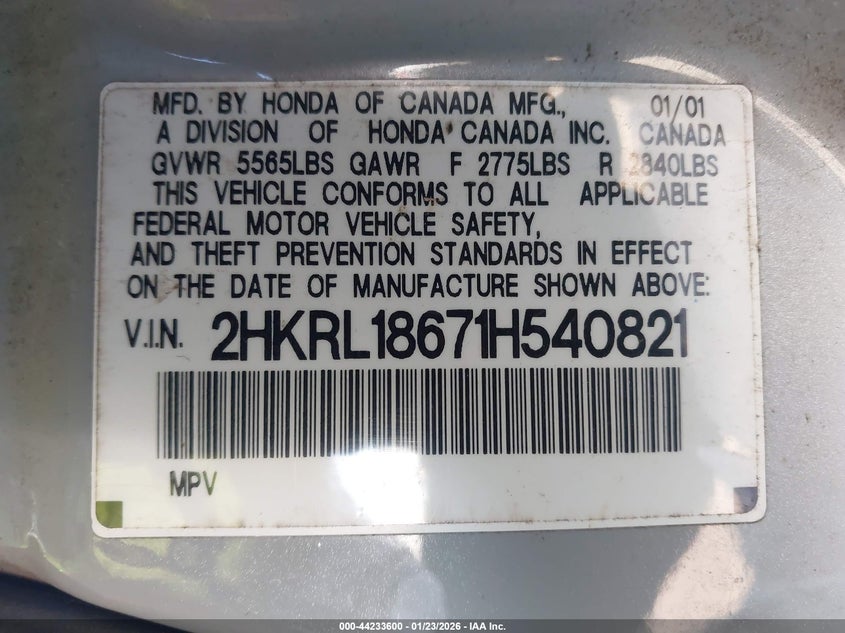 MFD. BY HONDA OF CANADA MFG., 01/01
A DIVISION OF HONDA CANADA INC. CANADA
GVWR 5565LBS GAWR F 2775LBS R 2840LBS
THIS VEHICLE CONFORMS TO ALL APPLICABLE
FEDERAL MOTOR VEHICLE SAFETY,
AND THEFT PREVENTION STANDARDS IN EFFECT
ON THE DATE OF MANUFACTURE SHOWN ABOVE:
V.I.N. 2HKRL18671H540821
MPV
000-44233600 - 01/23/2026 - IAA Inc.